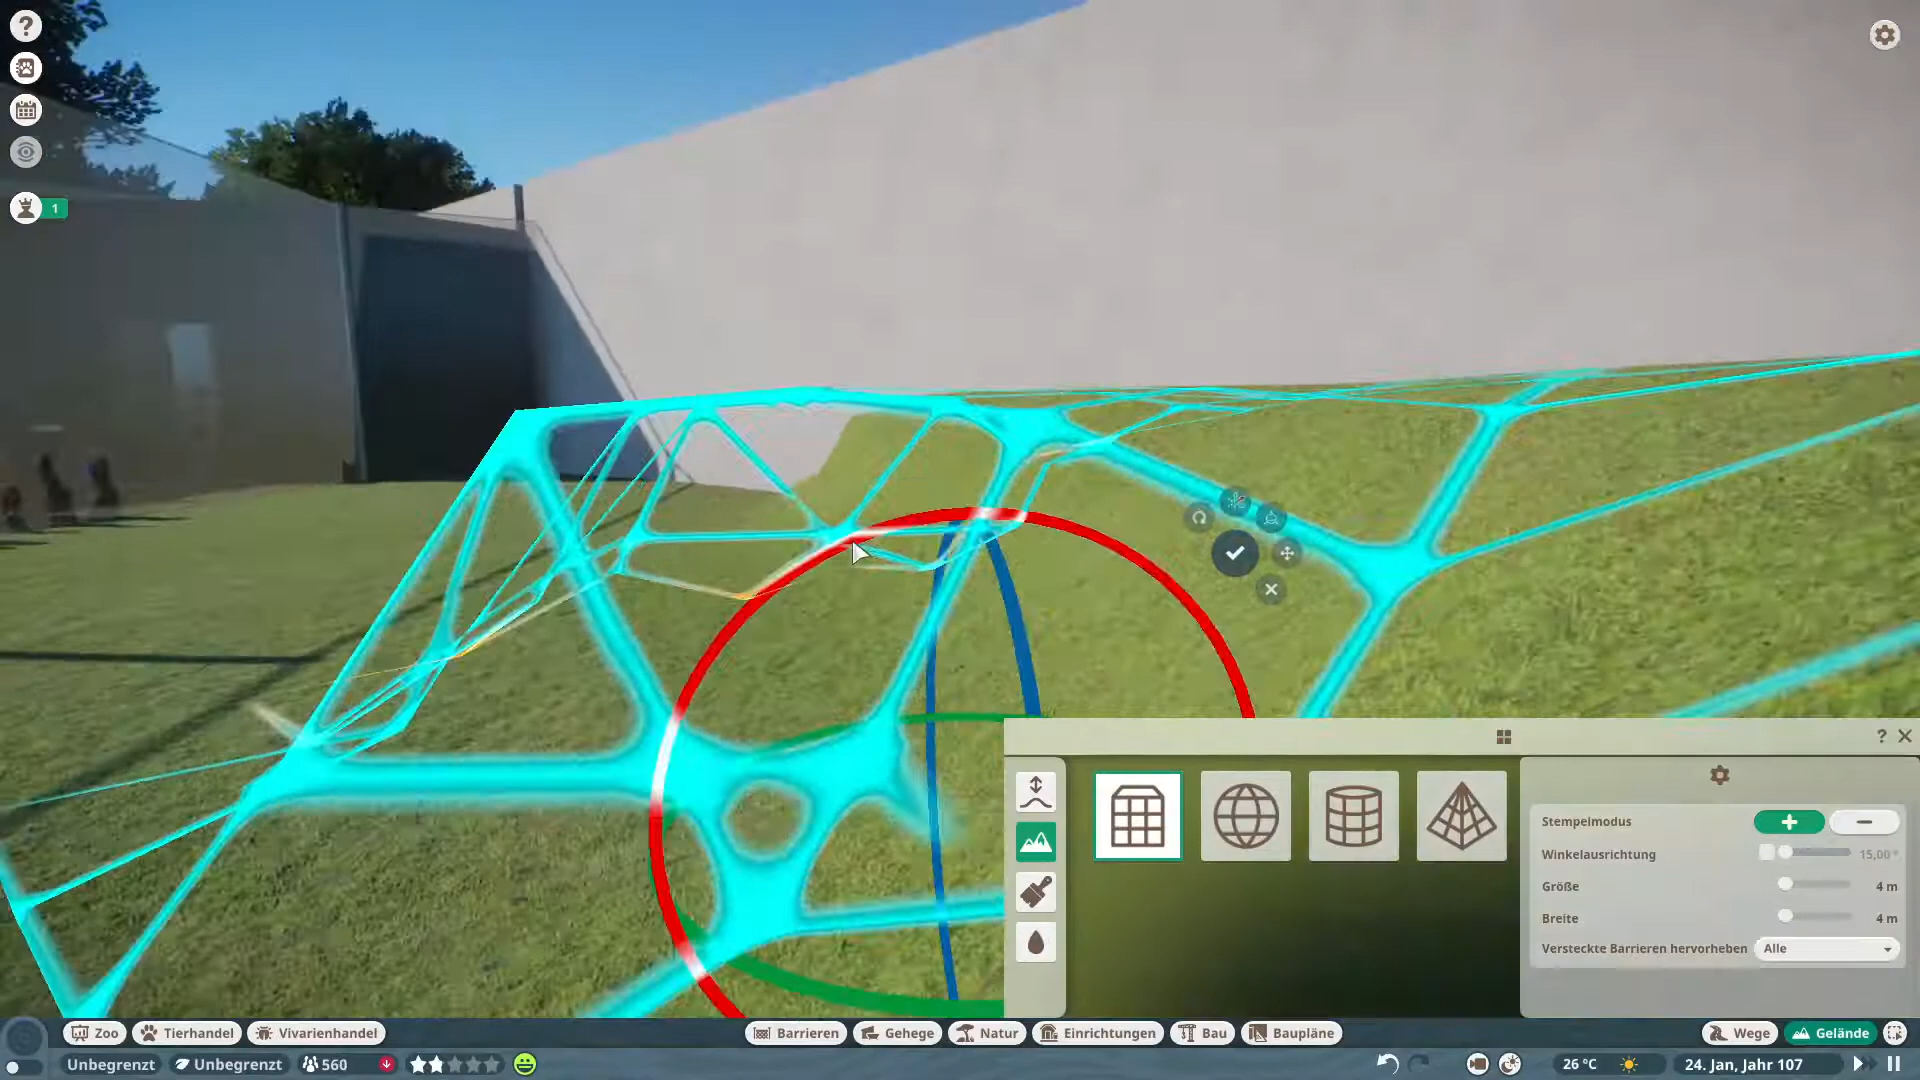 1
Stempelmodus
Winkelausrichtung 15,00 °
Größe 4 m
Breite 4 m
Versteckte Barrieren hervorheben Alle
Zoo Tierhandel Vivarienhandel Barrieren Gehege Natur Einrichtungen Bau Baupläne Wege Gelände
Unbegrenzt Unbegrenzt 560 26 °C 24. Jan, Jahr 107